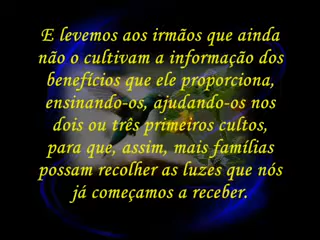 E levemos aos irmãos que ainda
não o cultivam a informação dos
benefícios que ele proporciona,
ensinando-os, ajudando-os nos
dois ou três primeiros cultos,
para que, assim, mais famílias
possam recolher as luzes que nós
já começamos a receber.